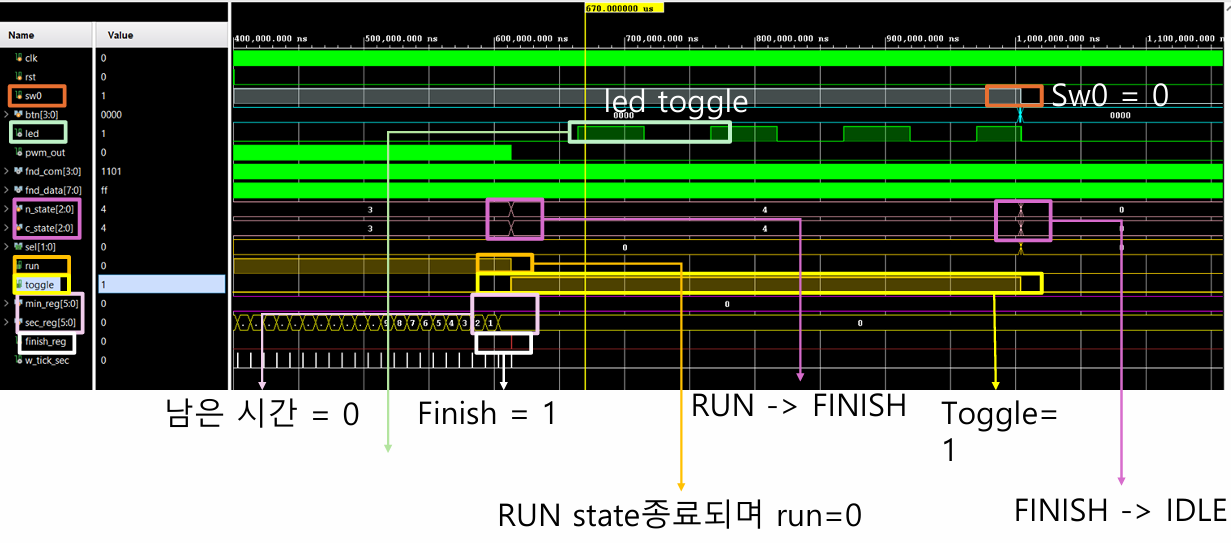 670.000000 us
Name Value
400,000.000 ns 500,000.000 ns 600,000.000 ns 700,000.000 ns 800,000.000 ns 900,000.000 ns 1,000,000.000 ns 1,100,000.000 ns
clk 0
rst 0
sw0 1
Sw0 = 0
led toggle
btn[3:0] 0000 0000 0000
led 1
pwm_out 0
fnd_com[3:0] 1101
fnd_data[7:0] ff
n_state[2:0] 4 3 4 0
c_state[2:0] 4 3 4 0
sel[1:0] 0 0 0
run 0
toggle 1
min_reg[5:0] 0 0
sec_reg[5:0] 0 9 8 7 6 5 4 3 2 1 0
finish_reg 0
w_tick_sec 0
남은 시간 = 0
Finish = 1
RUN -> FINISH
Toggle=
1
RUN state종료되며 run=0
FINISH -> IDLE